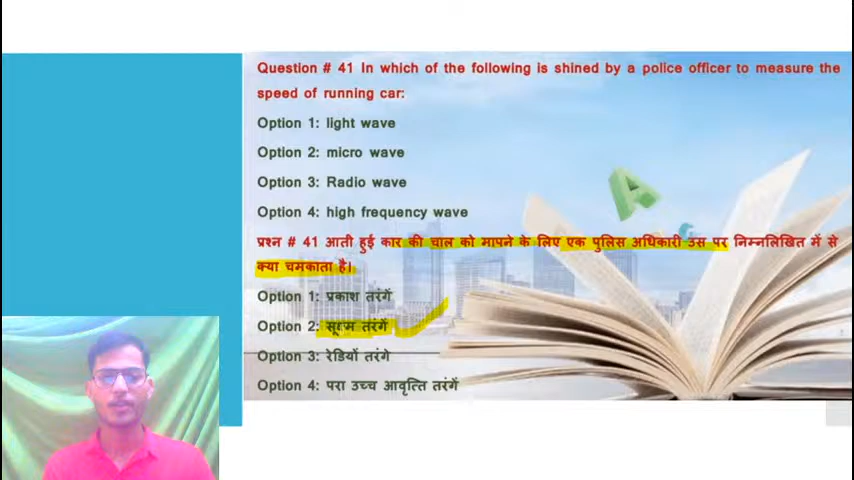 Question # 41 In which of the following is shined by a police officer to measure the
speed of running car:
Option 1: light wave
Option 2: micro wave
Option 3: Radio wave
Option 4: high frequency wave
प्रश्न # 41 आती हुई कार की चाल को मापने के लिए एक पुलिस अधिकारी उस पर निम्नलिखित में से
क्या चमकाता है।
Option 1: प्रकाश तरंगें
Option 2: सूक्ष्म तरंगें
Option 3: रेडियों तरंगे
Option 4: परा उच्च आवृत्ति तरंगें
A